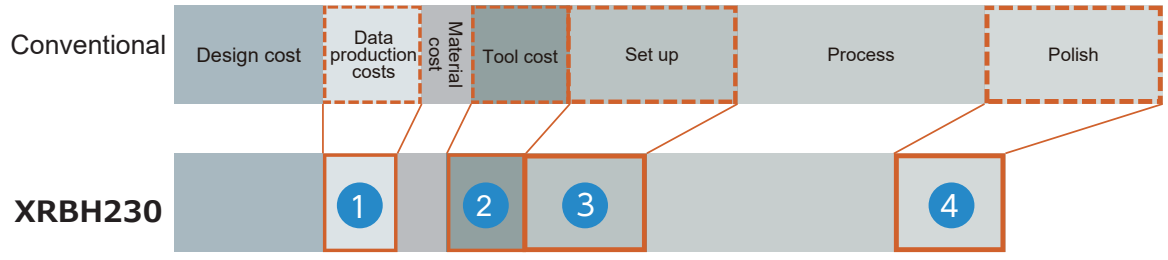 Conventional
Design cost
Data
production
costs
Material
cost
Tool cost
Set up
Process
Polish
XRBH230
1
2
3
4